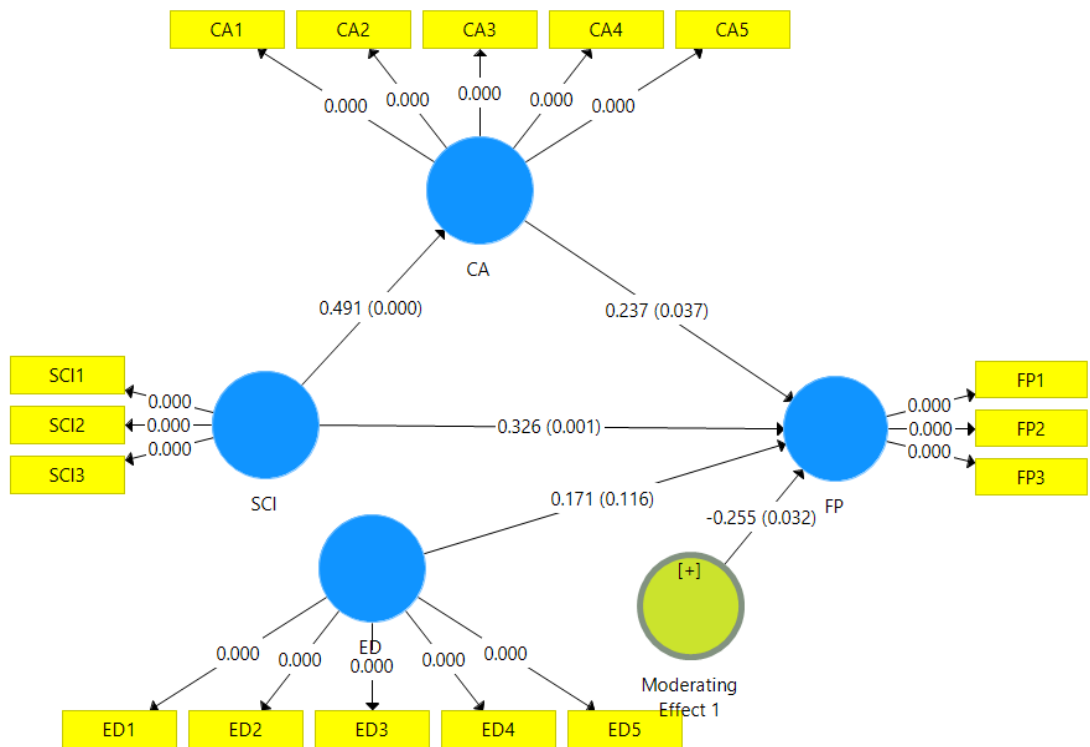 CA1
CA2
CA3
CA4
CA5
0.000
0.000
0.000
0.000
0.000
CA
0.491 (0.000)
0.237 (0.037)
SCI1
SCI2
SCI3
0.000
0.000
0.000
SCI
0.326 (0.001)
FP1
FP2
FP3
0.000
0.000
0.000
FP
0.171 (0.116)
-0.255 (0.032)
[+]
Moderating
Effect 1
ED
0.000
0.000
0.000
0.000
0.000
ED1
ED2
ED3
ED4
ED5